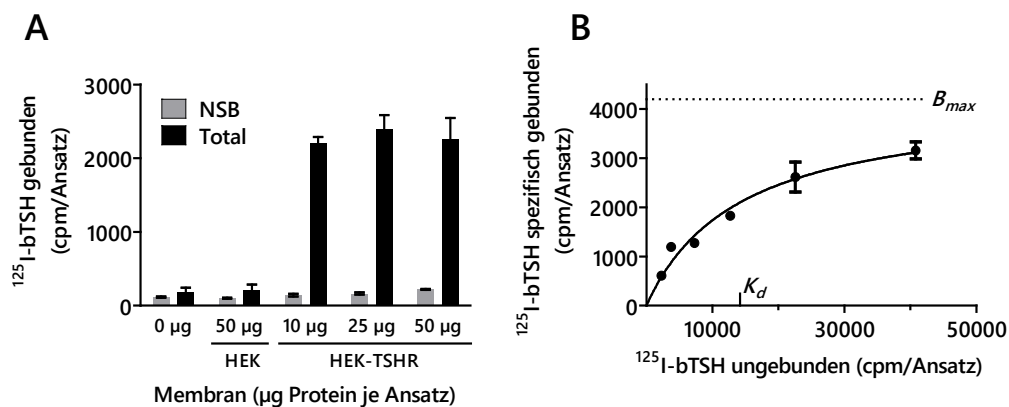 A
¹²⁵I-bTSH gebunden
(cpm/Ansatz)
3000
2000
1000
0
NSB
Total
0 µg
50 µg
10 µg
25 µg
50 µg
HEK
HEK-TSHR
Membran (µg Protein je Ansatz)
B
¹²⁵I-bTSH spezifisch gebunden
(cpm/Ansatz)
4000
3000
2000
1000
0
Bmax
Kd
10000
30000
50000
¹²⁵I-bTSH ungebunden (cpm/Ansatz)